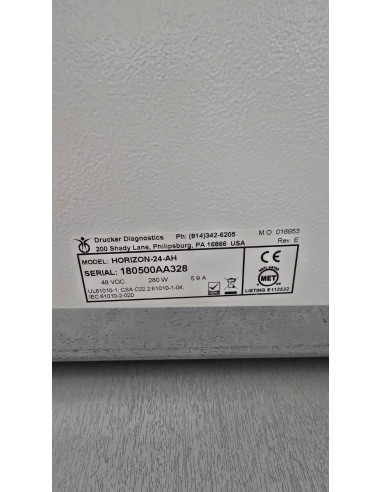 Drucker Diagnostics Ph: (814)342-6205
200 Shady Lane, Philipsburg, PA 16866 USA
M.O. 016953
Rev. E
MODEL: HORIZON-24-AH
SERIAL: 180500AA328
48 VDC 280 W 5.9 A
UL61010-1; CSA C22.2 61010-1-04;
IEC 61010-2-020
CE
MET
LISTING E112532